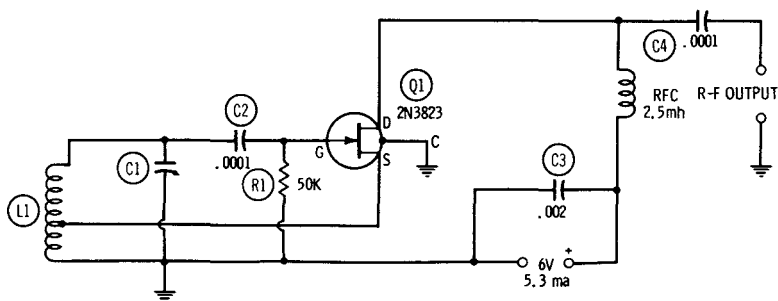 C4
.0001
Q1
2N3823
D
RFC
2.5mh
R-F OUTPUT
C2
.0001
G
C
S
C1
R1
50K
C3
.002
L1
6V
+
5.3 ma